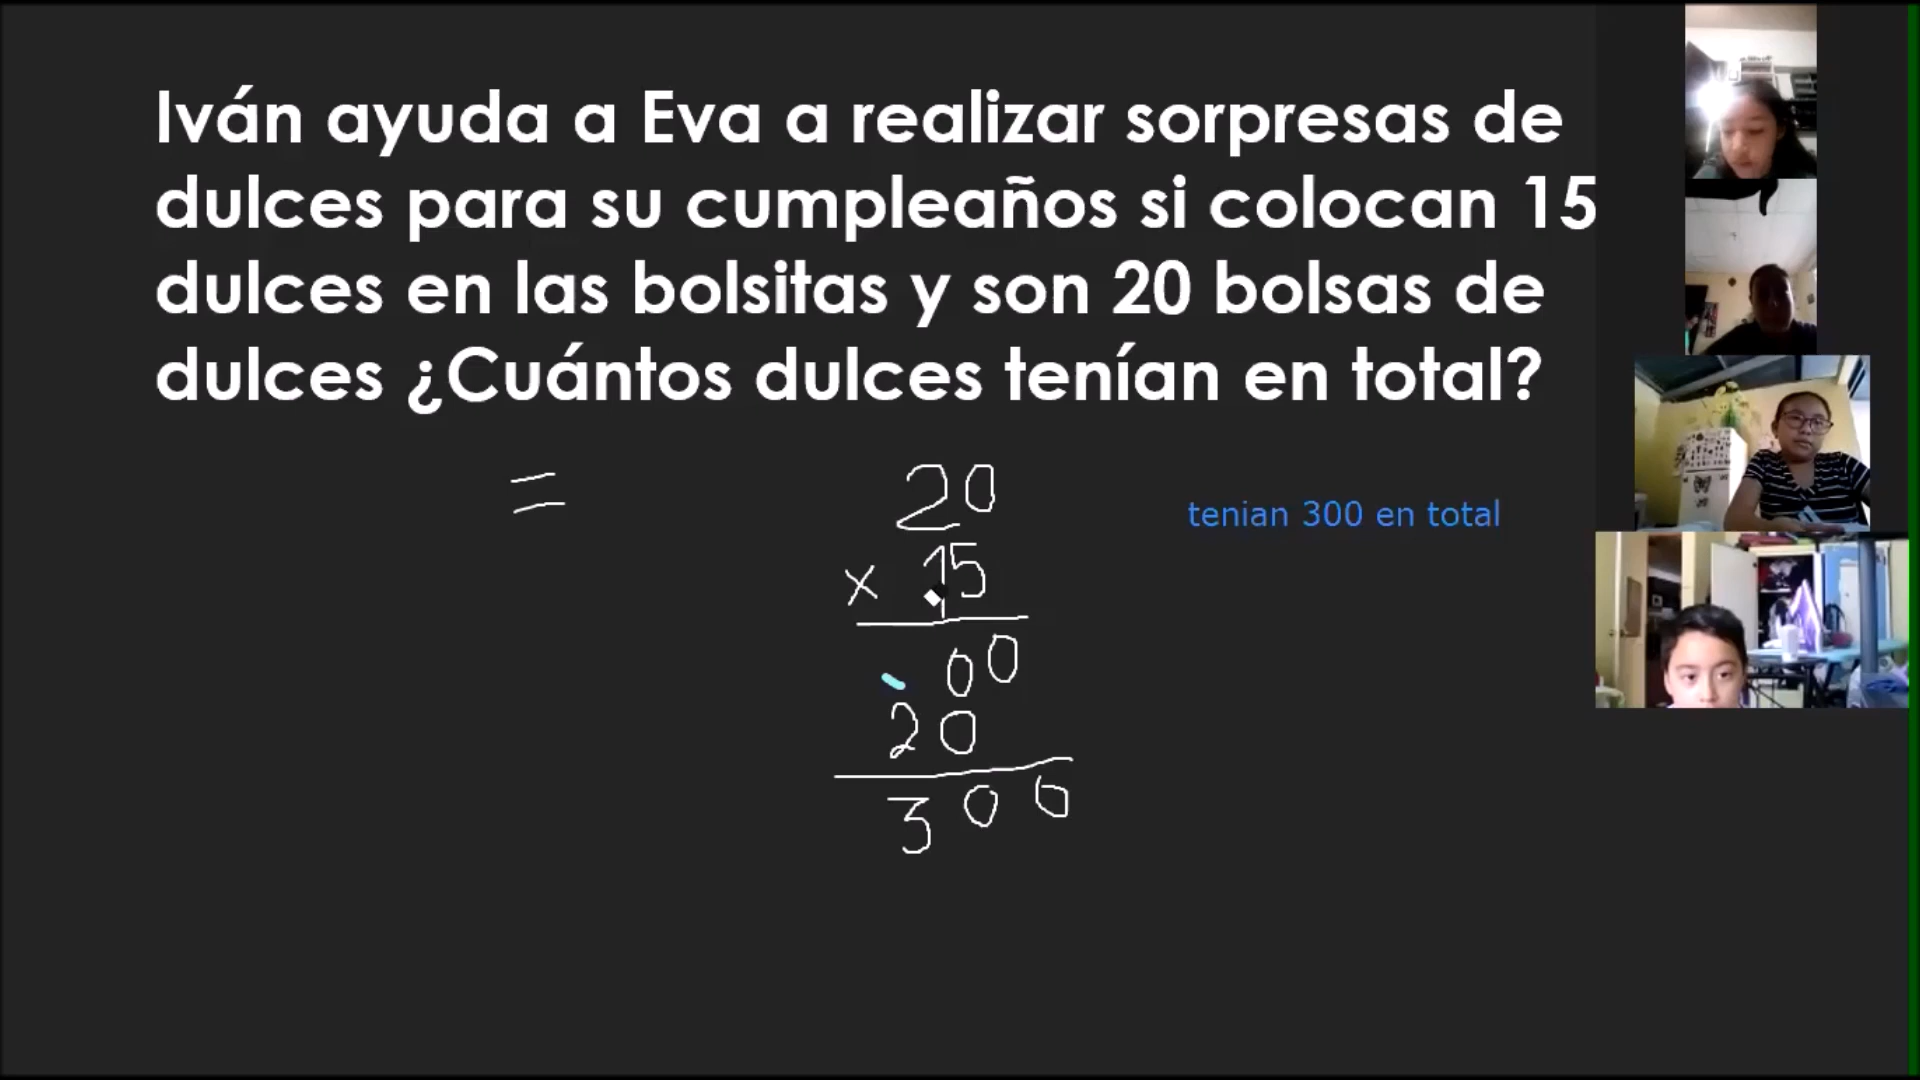 Iván ayuda a Eva a realizar sorpresas de
dulces para su cumpleaños si colocan 15
dulces en las bolsitas y son 20 bolsas de
dulces ¿Cuántos dulces tenían en total?
= 20
tenian 300 en total
x 15
00
20
300